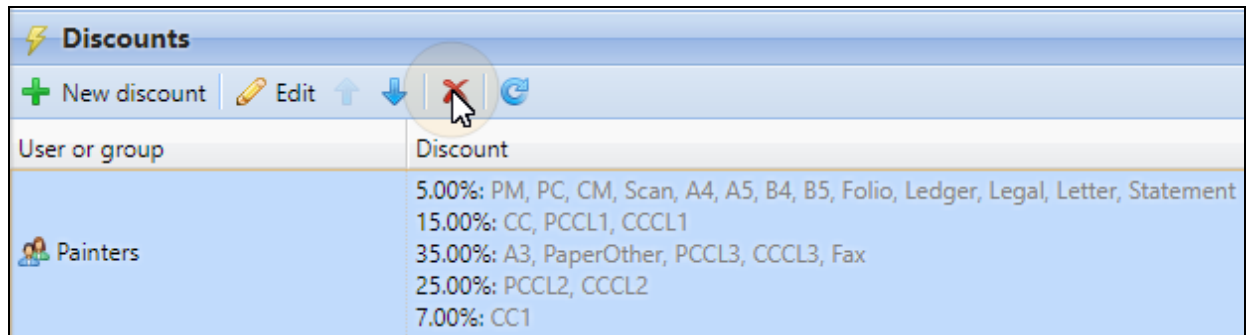 Discounts
New discount Edit
User or group Discount
5.00%: PM, PC, CM, Scan, A4, A5, B4, B5, Folio, Ledger, Legal, Letter, Statement
15.00%: CC, PCCL1, CCCL1
Painters
35.00%: A3, PaperOther, PCCL3, CCCL3, Fax
25.00%: PCCL2, CCCL2
7.00%: CC1